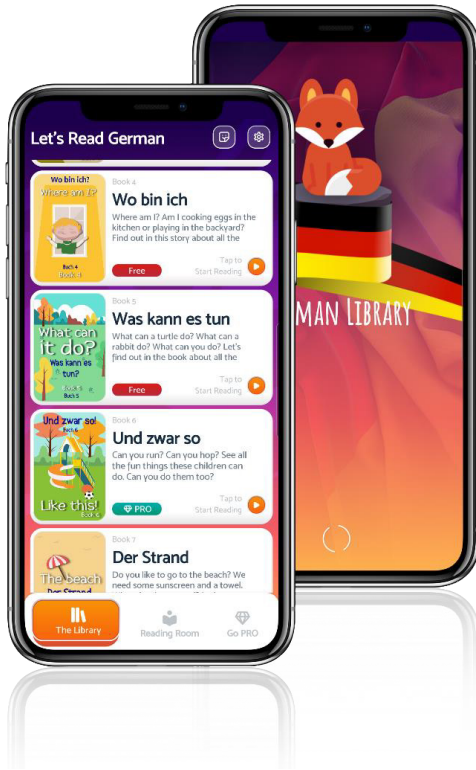 Let's Read German
Book 4
Wo bin ich?
Where am I?
Wo bin ich
Where am I? Am I cooking eggs in the
kitchen or playing in the backyard?
Find out in this story about all the
Buch 4
Book 4
Free
Tap to
Start Reading
Book 5
What can
it do?
Was kann es
tun?
Book 5
Buch 5
Was kann es tun
What can a turtle do? What can a
rabbit do? What can you do? Let's
find out in the book about all the
Free
Tap to
Start Reading
Book 6
Und zwar so!
Buch 6
Like this!
Book 6
Und zwar so
Can you run? Can you hop? See all
the fun things these children can
do. Can you do them too?
PRO
Tap to
Start Reading
Book 7
The beach
Der Strand
Der Strand
Do you like to go to the beach? We
need some sunscreen and a towel.
The Library
Reading Room
Go PRO
MAN LIBRARY